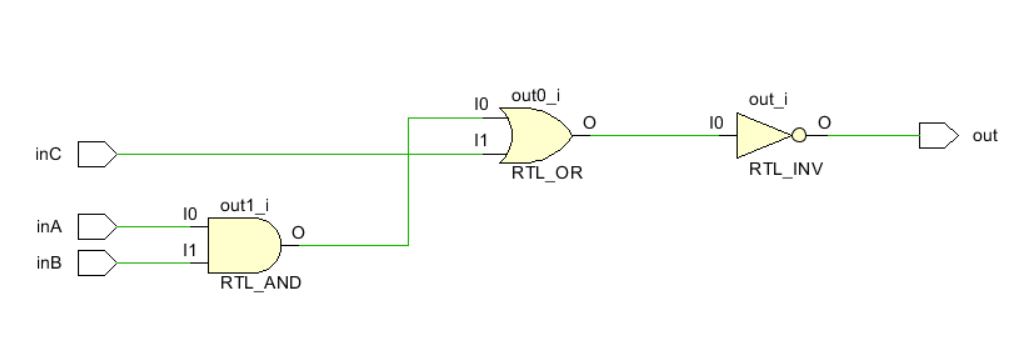 out0_i
I0
O
I1
RTL_OR
out_i
I0
O
RTL_INV
out
inC
inA
inB
out1_i
I0
I1
O
RTL_AND